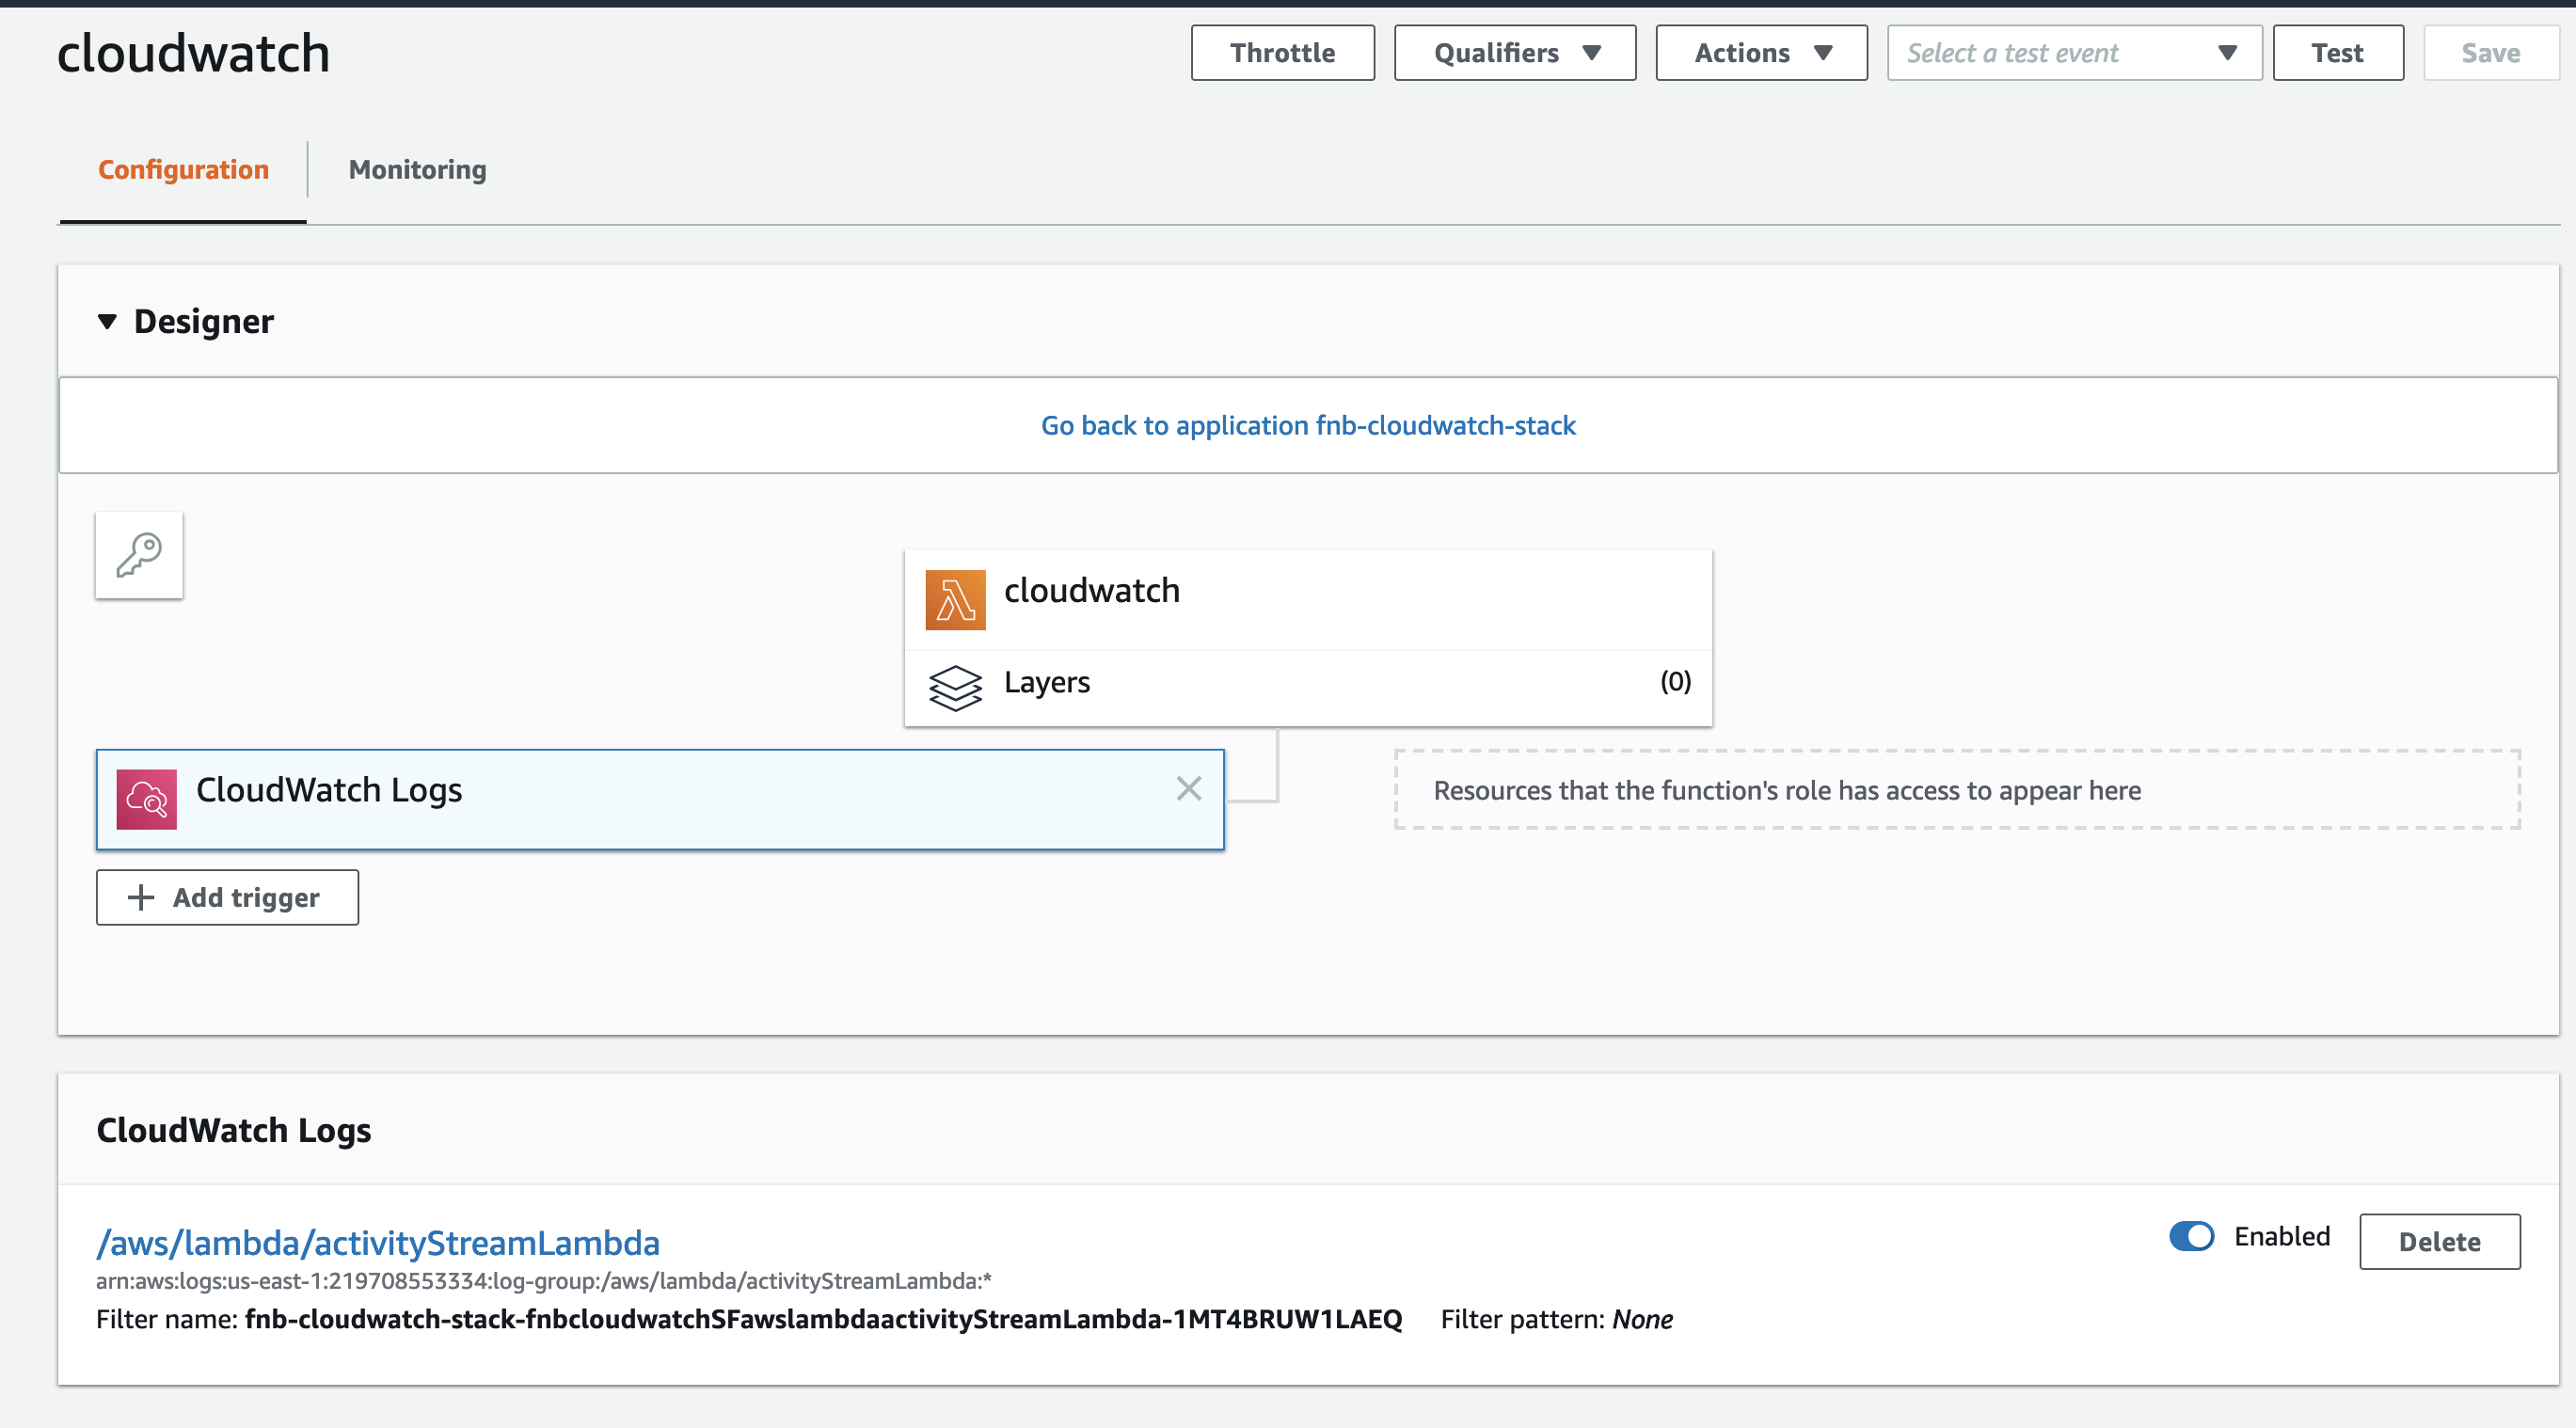 cloudwatch
Throttle
Qualifiers
Actions
Select a test event
Test
Save
Configuration
Monitoring
Designer
Go back to application fnb-cloudwatch-stack
cloudwatch
Layers (0)
CloudWatch Logs
Resources that the function's role has access to appear here
Add trigger
CloudWatch Logs
/aws/lambda/activityStreamLambda
Enabled
Delete
arn:aws:logs:us-east-1:219708553334:log-group:/aws/lambda/activityStreamLambda:*
Filter name: fnb-cloudwatch-stack-fnbcloudwatchSFawslambdaactivityStreamLambda-1MT4BRUW1LAEQ Filter pattern: None